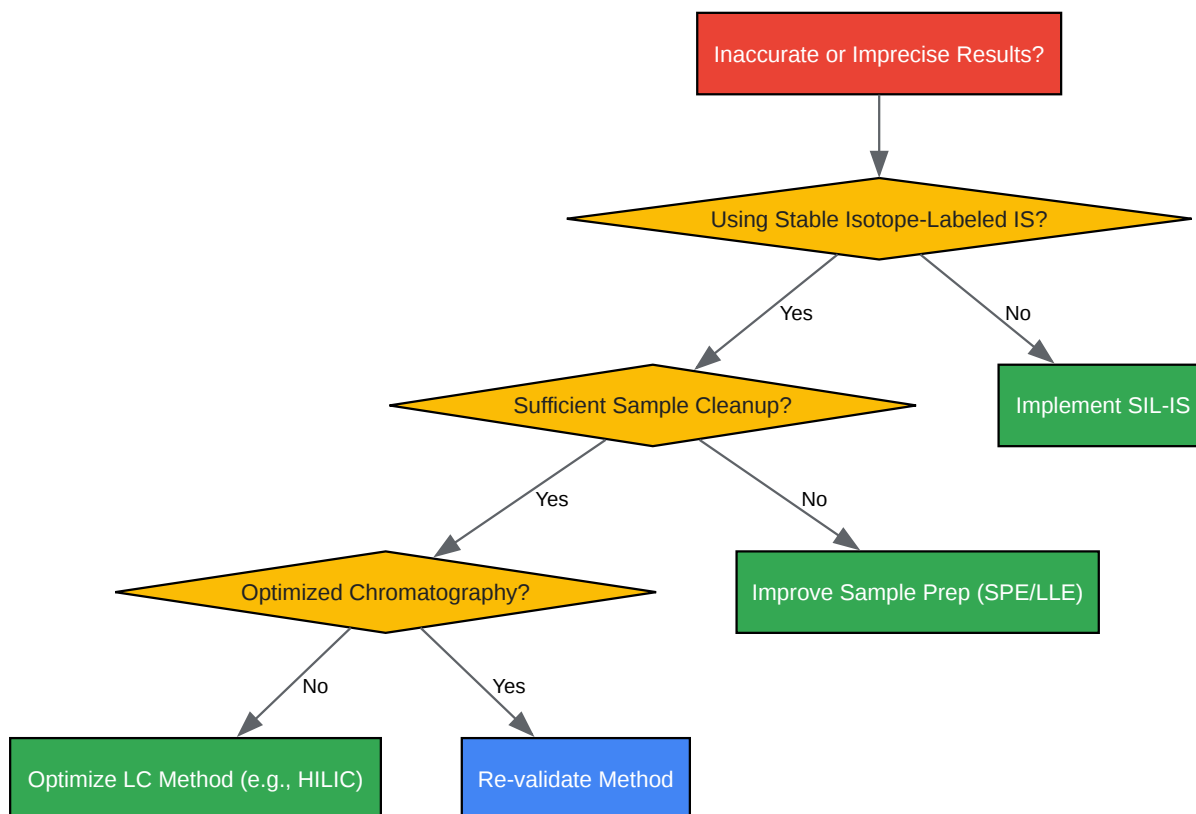 Inaccurate or Imprecise Results?
Using Stable Isotope-Labeled IS?
Yes
No
Sufficient Sample Cleanup?
Implement SIL-IS
Yes
No
Optimized Chromatography?
Improve Sample Prep (SPE/LLE)
No
Yes
Optimize LC Method (e.g., HILIC)
Re-validate Method